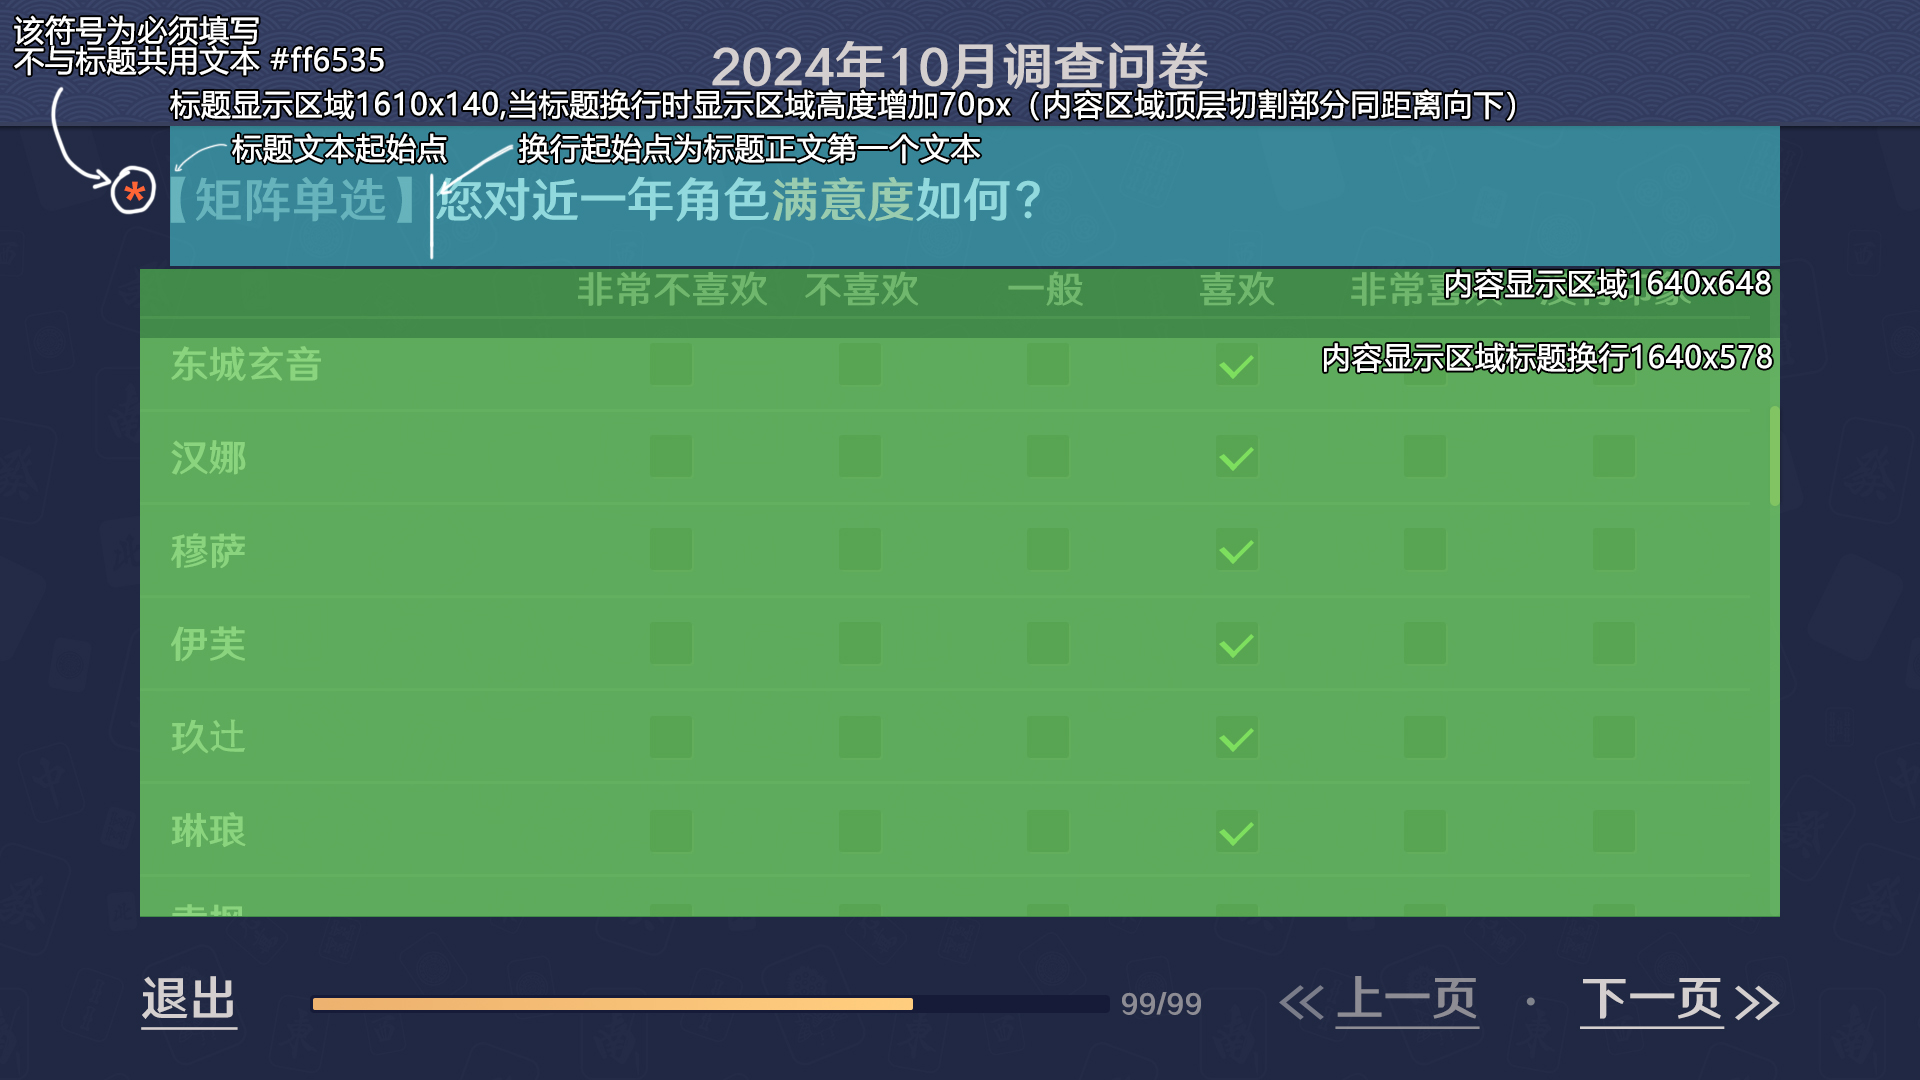 该符号为必须填写
不与标题共用文本 #ff6535
2024年10月调查问卷
标题显示区域1610x140,当标题换行时显示区域高度增加70px（内容区域顶层切割部分同距离向下）
标题文本起始点
换行起始点为标题正文第一个文本
*【矩阵单选】您对近一年角色满意度如何？
非常不喜欢 不喜欢 一般 喜欢 非常喜
内容显示区域1640x648
东城玄音
内容显示区域标题换行1640x578
汉娜
穆萨
伊芙
玖辻
琳琅
退出
99/99
上一页 · 下一页